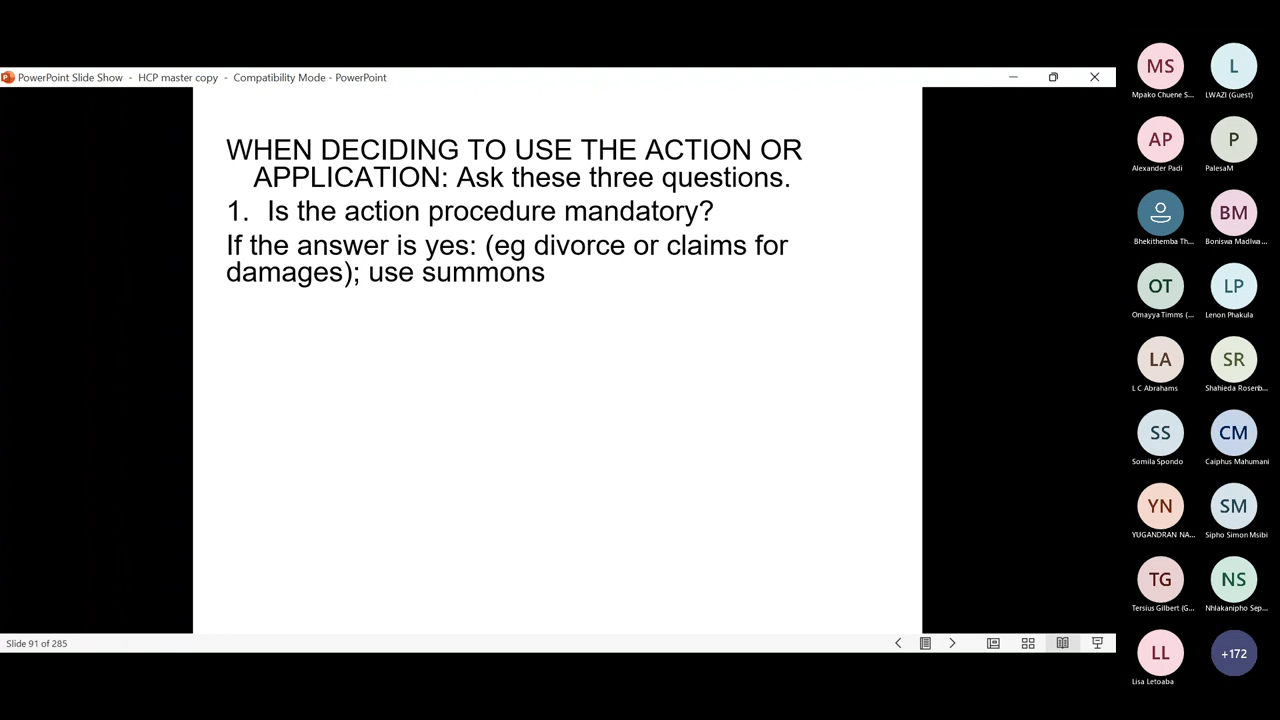 PowerPoint Slide Show - HCP master copy - Compatibility Mode - PowerPoint
WHEN DECIDING TO USE THE ACTION OR
APPLICATION: Ask these three questions.
1. Is the action procedure mandatory?
If the answer is yes: (eg divorce or claims for
damages); use summons
Slide 91 of 285
MS
Mpako Chuene S...
L
LWAZI (Guest)
AP
Alexander Padi
P
PalesaM
Bhekithemba Th...
BM
Boniswa Madlwa...
OT
Omayya Timms (...
LP
Lenon Phakula
LA
L C Abrahams
SR
Shahieda Rosenb...
SS
Somila Spondo
CM
Caiphus Mahumani
YN
YUGANDRAN NA...
SM
Sipho Simon Msibi
TG
Tersius Gilbert (G...
NS
Nhlakanipho Sep...
LL
Lisa Letoaba
+172